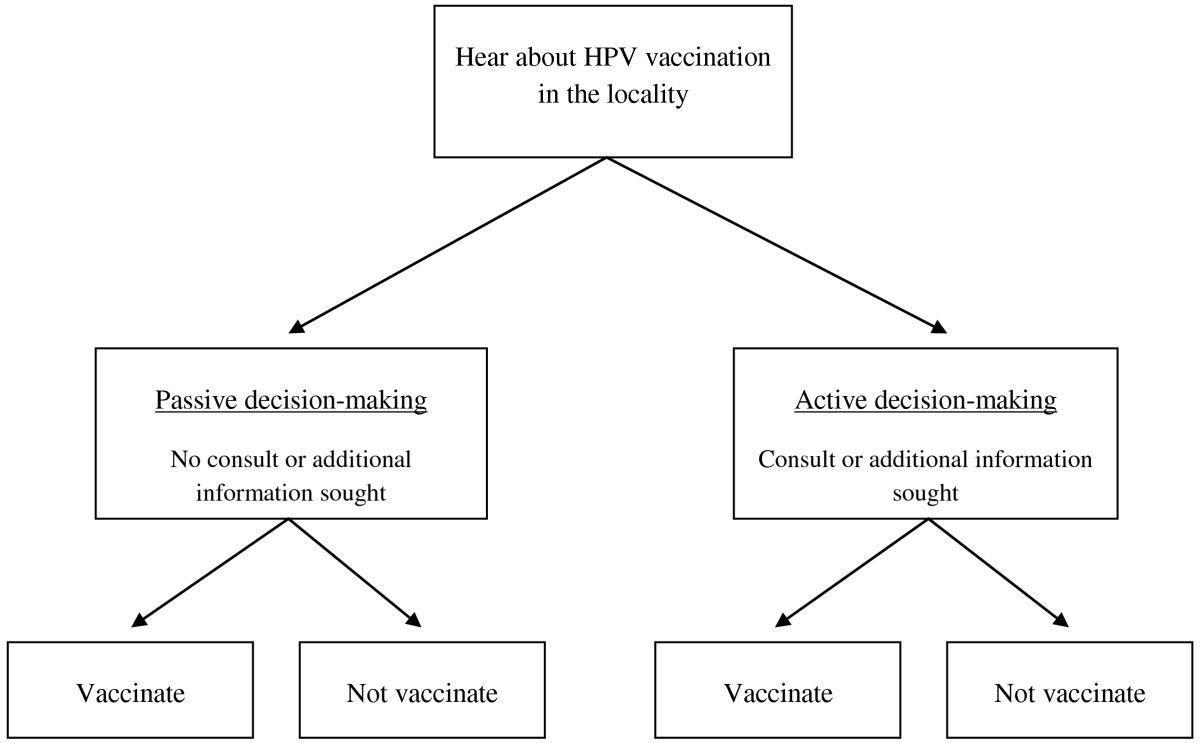 Hear about HPV vaccination
in the locality
Passive decision-making
No consult or additional
information sought
Active decision-making
Consult or additional information
sought
Vaccinate
Not vaccinate
Vaccinate
Not vaccinate